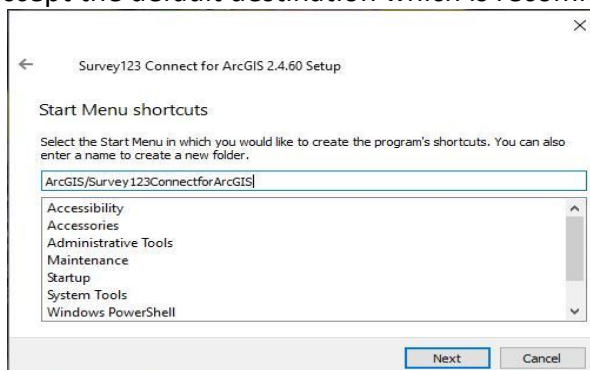 accept the default destination which is recom
Survey123 Connect for ArcGIS 2.4.60 Setup
Start Menu shortcuts
Select the Start Menu in which you would like to create the program's shortcuts. You can also
enter a name to create a new folder.
ArcGIS/Survey123ConnectforArcGIS
Accessibility
Accessories
Administrative Tools
Maintenance
Startup
System Tools
Windows PowerShell
Next Cancel